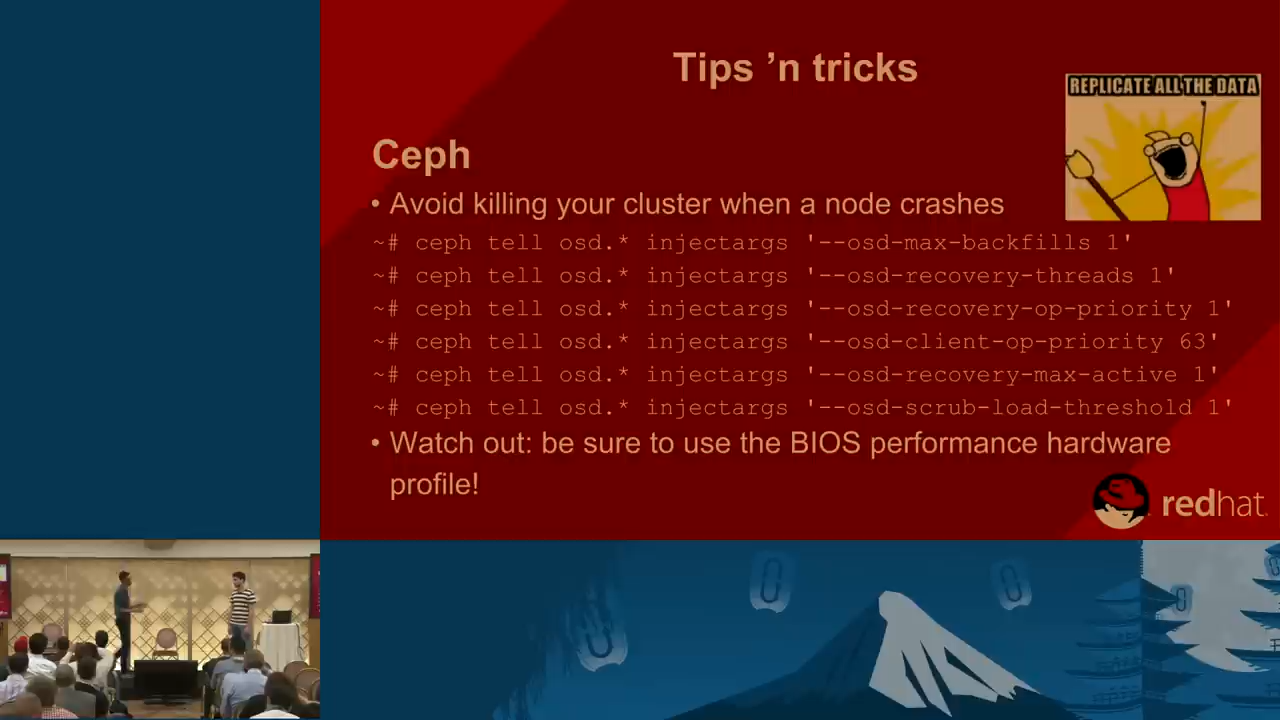 Tips ’n tricks
REPLICATE ALL THE DATA
Ceph
• Avoid killing your cluster when a node crashes
~# ceph tell osd.* injectargs '--osd-max-backfills 1'
~# ceph tell osd.* injectargs '--osd-recovery-threads 1'
~# ceph tell osd.* injectargs '--osd-recovery-op-priority 1'
~# ceph tell osd.* injectargs '--osd-client-op-priority 63'
~# ceph tell osd.* injectargs '--osd-recovery-max-active 1'
~# ceph tell osd.* injectargs '--osd-scrub-load-threshold 1'
• Watch out: be sure to use the BIOS performance hardware
profile!
redhat.